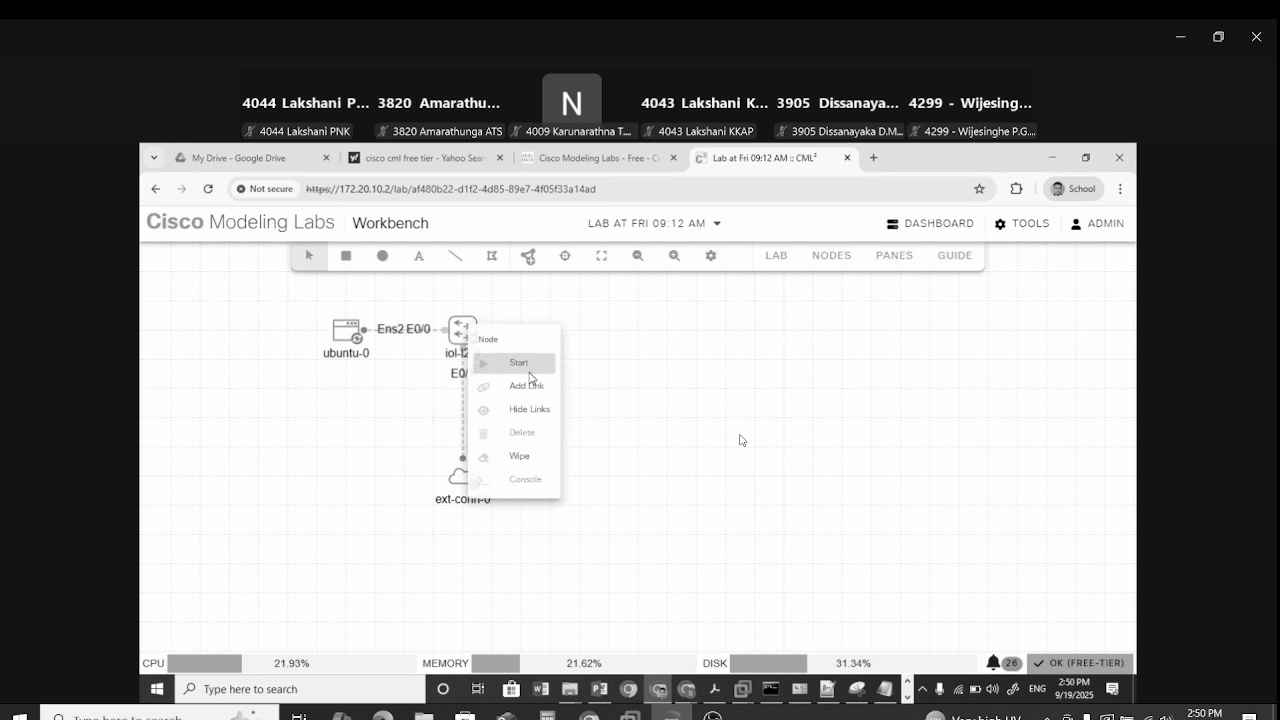 4044 Lakshani P... 3820 Amarathu... N 4043 Lakshani K... 3905 Dissanaya... 4299 - Wijesing...
4044 Lakshani PNK 3820 Amarathunga ATS 4009 Karunarathna T... 4043 Lakshani KKAP 3905 Dissanayaka D.M... 4299 - Wijesinghe P.G....
My Drive - Google Drive cisco cml free tier - Yahoo Sear Cisco Modeling Labs - Free - Ci Lab at Fri 09:12 AM :: CML²
Not secure https://172.20.10.2/lab/af480b22-d1f2-4d85-89e7-4f05f33a14ad School
Cisco Modeling Labs Workbench LAB AT FRI 09:12 AM DASHBOARD TOOLS ADMIN
A LAB NODES PANES GUIDE
Ens2 E0/0
Node
ubuntu-0
Start
E0/
Add Link
Hide Links
Delete
Wipe
Console
ext-conn-0
CPU 21.93% MEMORY 21.62% DISK 31.34% 26 OK (FREE-TIER)
Type here to search ENG 2:50 PM
9/19/2025
Type here to search 2:50 PM